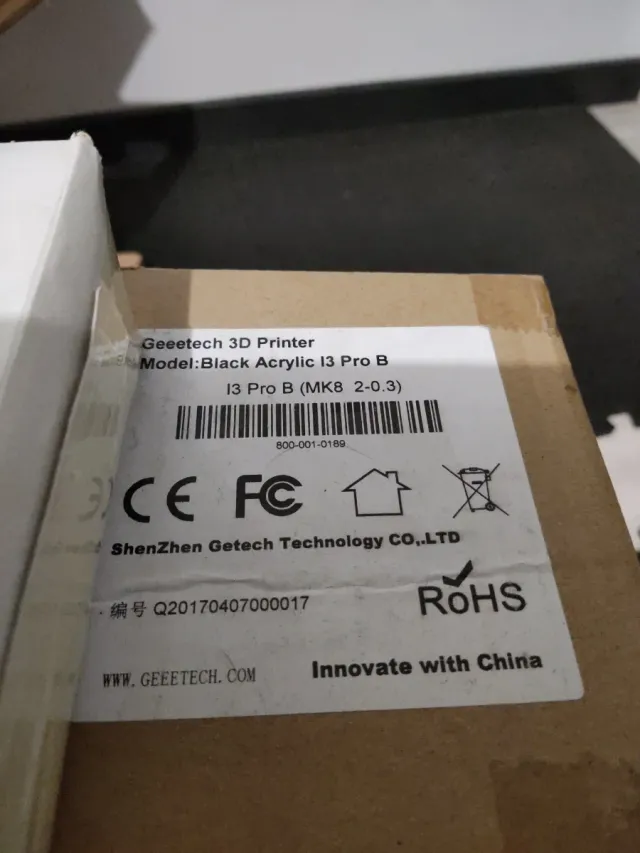 Geeetech 3D Printer
Model:Black Acrylic I3 Pro B
I3 Pro B (MK8 2-0.3)
800-001-0189
CE FC
ShenZhen Getech Technology CO,.LTD
编号 Q20170407000017
RoHS
WWW.GEEETECH.COM
Innovate with China